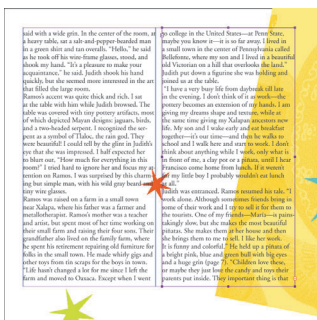 said with a wide grin. In the center of the room, at
a heavy table, sat a salt-and-pepper-bearded man
in a green shirt and tan overalls. "Hello," he said
as he took off his wire-frame glasses, stood, and
shook my hand. "It's a pleasure to make your
acquaintance," he said. Judith shook his hand
quickly, but she seemed more interested in the art
that filled the large room.
Ramon's accent was quite thick and rich. I sat
at the table with him while Judith browsed. The
table was covered with tiny pottery artifacts, most
of which depicted Mayan designs: jaguars, birds,
and a two-headed serpent. I recognized the ser-
pent as a symbol of Tlaloc, the rain god. They
were beautiful! I could tell by the glint in Judith's
eye that she was impressed. I half expected her
to blurt out, "How much for everything in this
room?" I tried hard to ignore her and focus my at-
tention on Ramon. I was surprised by this charm-
ing but simple man, with his wild gray beard and
tiny wire glasses.
Ramon was raised on a farm in a small town
near Xalapa, where his father was a farmer and
metallotherapist. Ramon's mother was a teacher
and artist, but spent most of her time working on
their small farm and raising their four sons. Their
grandfather also lived on the family farm, where
he spent his retirement repairing old furniture for
folks in the small town. He made whirly gigs and
other toys from tin scraps for the boys in town.
"Life hasn't changed a lot for me since I left the
farm and moved to Oaxaca. Except when I went
to college in the United States—at Penn State,
maybe you know it—it is so far away. I lived in
a small town in the center of Pennsylvania called
Bellefonte, where my son and I lived in a beautiful
old Victorian on a hill that overlooks the land."
Judith put down a figurine she was holding and
joined us at the table.
"I have a very busy life from daybreak till late
in the evening. I don't think of it as work—the
pottery becomes an extension of my hands. I am
giving my dreams shape and texture, while at
the same time giving my Xalapan ancestors new
life. My son and I wake early and eat breakfast
together—it's our time—and then he walks to
school and I walk here and start to work. I don't
think about anything while I work, only what is
in front of me, a clay pot or a pinata, until I hear
Francisco come home from lunch. If it weren't
for my little boy I probably wouldn't eat lunch
at all."
Judith was entranced. Ramon resumed his tale. "I
work alone. Although sometimes friends bring in
some of their work and I try to sell it for them to
the tourists. One of my friends—Maria—is pains-
takingly slow, but she makes the most beautiful
pinatas. She makes them at her house and then
she brings them to me to sell. I like her work.
It is funny and colorful." He held up a pinata of
a bright pink, blue and green bull with big eyes
and a huge grin (page 7). "Children love these,
or maybe they just love the candy and toys their
parents put inside. They important thing is that